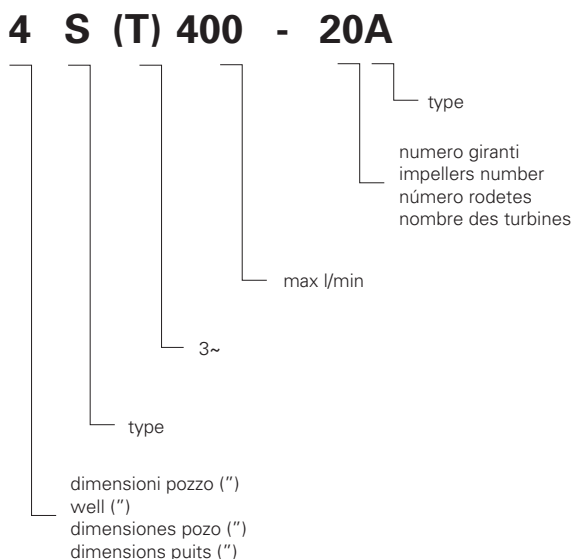 4 S (T) 400 - 20A
type
numero giranti
impellers number
número rodetes
nombre des turbines
max l/min
3~
type
dimensioni pozzo (”)
well (”)
dimensiones pozo (”)
dimensions puits (”)